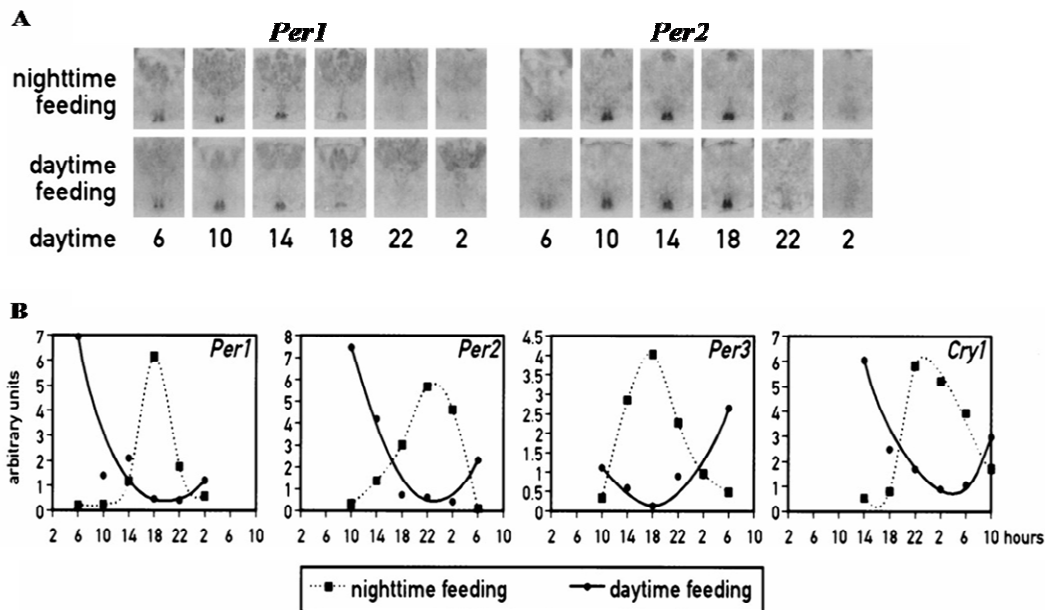 A
Per1 Per2
nighttime
feeding
daytime
feeding
daytime 6 10 14 18 22 2 6 10 14 18 22 2
B
arbitrary units
7
6
5
4
3
2
1
0
Per1
2 6 10 14 18 22 2 6 10
8
7
6
5
4
3
2
1
0
Per2
2 6 10 14 18 22 2 6 10
4.5
4
3.5
3
2.5
2
1.5
1
0.5
0
Per3
2 6 10 14 18 22 2 6 10
7
6
5
4
3
2
1
0
Cry1
2 6 10 14 18 22 2 6 10 hours
nighttime feeding daytime feeding